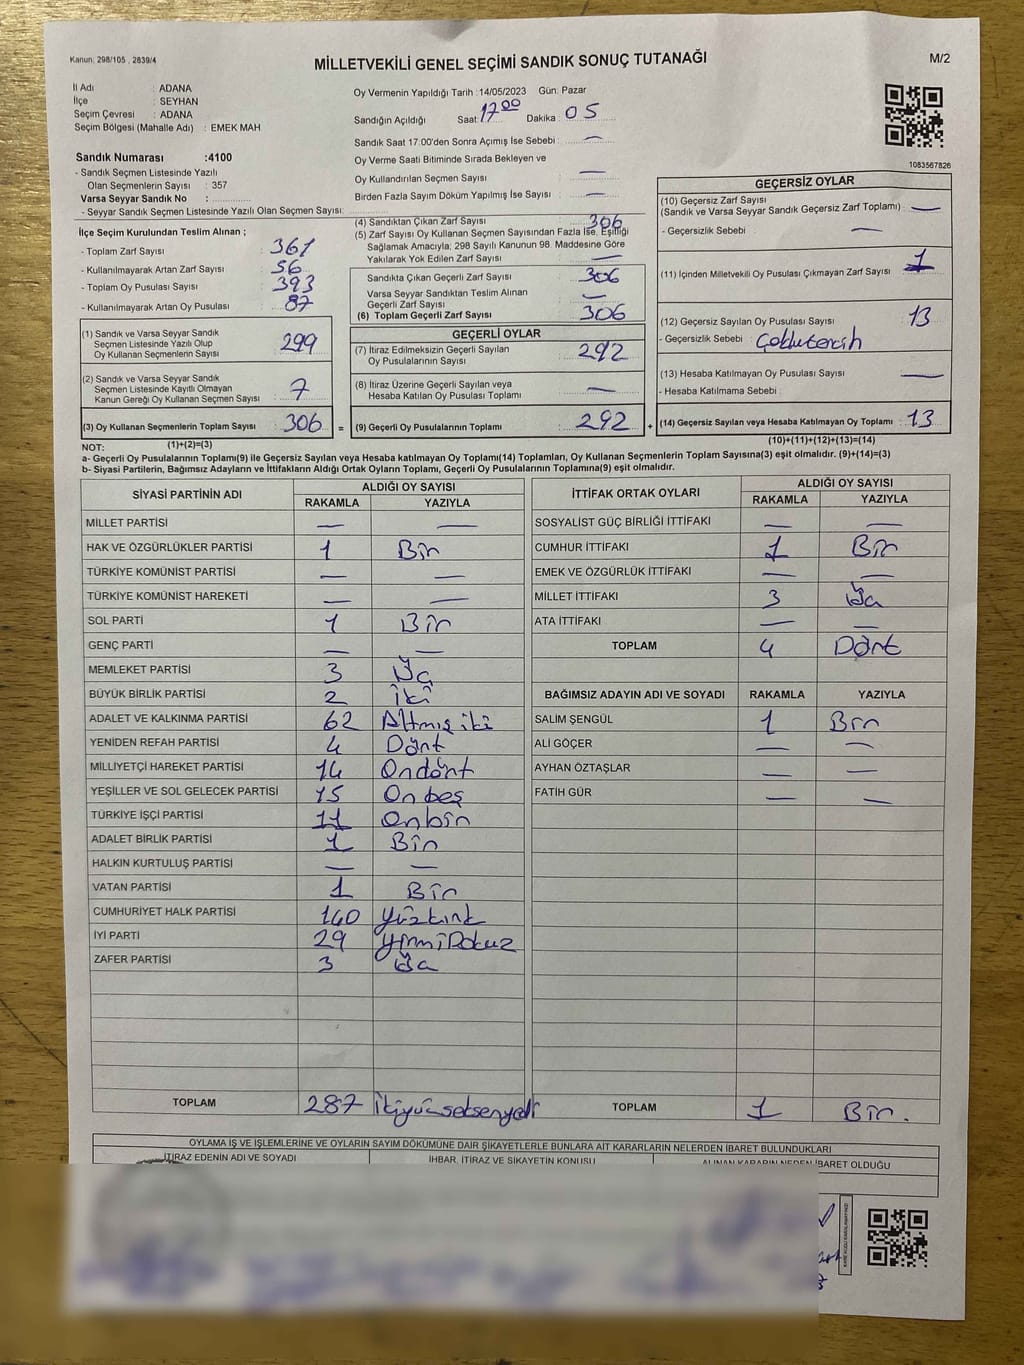 Kanun; 298/105 , 2839/4
MİLLETVEKİLİ GENEL SEÇİMİ SANDIK SONUÇ TUTANAĞI
M/2
İl Adı : ADANA
İlçe : SEYHAN
Seçim Çevresi : ADANA
Seçim Bölgesi (Mahalle Adı) : EMEK MAH
Sandık Numarası :4100
- Sandık Seçmen Listesinde Yazılı
Olan Seçmenlerin Sayısı : 357
Varsa Seyyar Sandık No :
- Seyyar Sandık Seçmen Listesinde Yazılı Olan Seçmen Sayısı:
Oy Vermenin Yapıldığı Tarih :14/05/2023 Gün: Pazar
Sandığın Açıldığı Saat 17 00 Dakika 05
Sandık Saat 17:00'den Sonra Açımış İse Sebebi : —
Oy Verme Saati Bitiminde Sırada Bekleyen ve
Oy Kullandırılan Seçmen Sayısı —
Birden Fazla Sayım Döküm Yapılmış İse Sayısı —
1083567826
İlçe Seçim Kurulundan Teslim Alınan ;
- Toplam Zarf Sayısı : 361
- Kullanılmayarak Artan Zarf Sayısı : 56
- Toplam Oy Pusulası Sayısı : 393
- Kullanılmayarak Artan Oy Pusulası : 87
(1) Sandık ve Varsa Seyyar Sandık
Seçmen Listesinde Yazılı Olup
Oy Kullanan Seçmenlerin Sayısı : 299
(2) Sandık ve Varsa Seyyar Sandık
Seçmen Listesinde Kayıtlı Olmayan
Kanun Gereği Oy Kullanan Seçmen Sayısı : 7
(3) Oy Kullanan Seçmenlerin Toplam Sayısı : 306 =
(1)+(2)=(3)
(4) Sandıktan Çıkan Zarf Sayısı : 306
(5) Zarf Sayısı Oy Kullanan Seçmen Sayısından Fazla İse, Eşitliği
Sağlamak Amacıyla; 298 Sayılı Kanunun 98. Maddesine Göre
Yakılarak Yok Edilen Zarf Sayısı : —
Sandıkta Çıkan Geçerli Zarf Sayısı : 306
Varsa Seyyar Sandıktan Teslim Alınan
Geçerli Zarf Sayısı : —
(6) Toplam Geçerli Zarf Sayısı : 306
GEÇERLİ OYLAR
(7) İtiraz Edilmeksizin Geçerli Sayılan
Oy Pusulalarının Sayısı : 292
(8) İtiraz Üzerine Geçerli Sayılan veya
Hesaba Katılan Oy Pusulası Toplamı : —
(9) Geçerli Oy Pusulalarının Toplamı : 292 +
GEÇERSİZ OYLAR
(10) Geçersiz Zarf Sayısı
(Sandık ve Varsa Seyyar Sandık Geçersiz Zarf Toplamı) : —
- Geçersizlik Sebebi : —
(11) İçinden Milletvekili Oy Pusulası Çıkmayan Zarf Sayısı : 1
(12) Geçersiz Sayılan Oy Pusulası Sayısı : 13
- Geçersizlik Sebebi : Çoklutercih
(13) Hesaba Katılmayan Oy Pusulası Sayısı : —
- Hesaba Katılmama Sebebi :
(14) Geçersiz Sayılan veya Hesaba Katılmayan Oy Toplamı : 13
(10)+(11)+(12)+(13)=(14)
NOT:
a- Geçerli Oy Pusulalarının Toplamı(9) ile Geçersiz Sayılan veya Hesaba Katılmayan oy Toplamı(14) Toplamları, Oy Kullanan Seçmenlerin Toplam Sayısına(3) eşit olmalıdır. (9)+(14)=(3)
b- Siyasi Partilerin, Bağımsız Adayların ve İttifakların Aldığı Ortak Oyların Toplamı, Geçerli Oy Pusulalarının Toplamına(9) eşit olmalıdır.
SİYASİ PARTİNİN ADI ALDIĞI OY SAYISI
RAKAMLA YAZIYLA
MİLLET PARTİSİ — —
HAK VE ÖZGÜRLÜKLER PARTİSİ 1 Bir
TÜRKİYE KOMÜNİST PARTİSİ — —
TÜRKİYE KOMÜNİST HAREKETİ — —
SOL PARTİ 1 Bir
GENÇ PARTİ — —
MEMLEKET PARTİSİ 3 Üç
BÜYÜK BİRLİK PARTİSİ 2 İki
ADALET VE KALKINMA PARTİSİ 62 Altmış iki
YENİDEN REFAH PARTİSİ 4 Dört
MİLLİYETÇİ HAREKET PARTİSİ 14 Ondört
YEŞİLLER VE SOL GELECEK PARTİSİ 15 Onbeş
TÜRKİYE İŞÇİ PARTİSİ 11 Onbir
ADALET BİRLİK PARTİSİ 1 Bir
HALKIN KURTULUŞ PARTİSİ — —
VATAN PARTİSİ 1 Bir
CUMHURİYET HALK PARTİSİ 140 Yüzkırk
İYİ PARTİ 29 Yirmi Dokuz
ZAFER PARTİSİ 3 Üç
TOPLAM 287 İkiyüzseksenyedi
İTTİFAK ORTAK OYLARI ALDIĞI OY SAYISI
RAKAMLA YAZIYLA
SOSYALİST GÜÇ BİRLİĞİ İTTİFAKI — —
CUMHUR İTTİFAKI 1 Bir
EMEK VE ÖZGÜRLÜK İTTİFAKI — —
MİLLET İTTİFAKI 3 Üç
ATA İTTİFAKI — —
TOPLAM 4 Dört
BAĞIMSIZ ADAYIN ADI VE SOYADI RAKAMLA YAZIYLA
SALİM ŞENGÜL 1 Bir
ALİ GÖÇER — —
AYHAN ÖZTAŞLAR — —
FATİH GÜR — —
TOPLAM 1 Bir.
OYLAMA İŞ VE İŞLEMLERİNE VE OYLARIN SAYIM DÖKÜMÜNE DAİR ŞİKAYETLERLE BUNLARA AİT KARARLARIN NELERDEN İBARET BULUNDUKLARI
İTİRAZ EDENİN ADI VE SOYADI İHBAR, İTİRAZ VE ŞİKAYETİN KONUSU ALINAN KARARIN NEDEN İBARET OLDUĞU